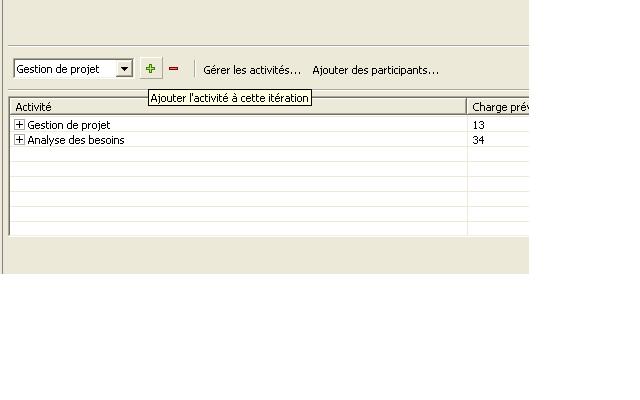 Gestion de projet Gérer les activités... Ajouter des participants...
Ajouter l'activité à cette itération
Activité Charge prév
Gestion de projet 13
Analyse des besoins 34